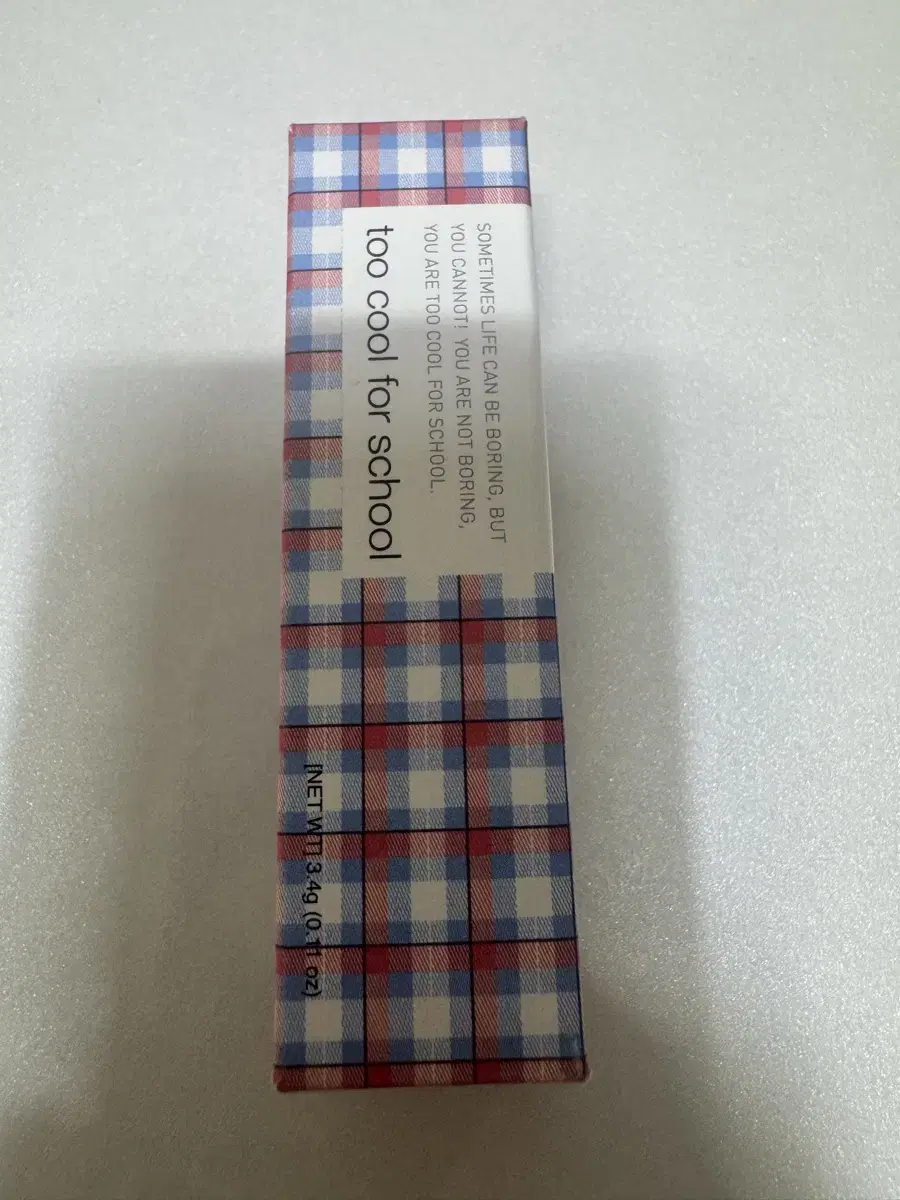 SOMETIMES LIFE CAN BE BORING, BUT
YOU CANNOT! YOU ARE NOT BORING,
YOU ARE TOO COOL FOR SCHOOL.
too cool for school
[NET WT] 3.4g (0.11 oz)